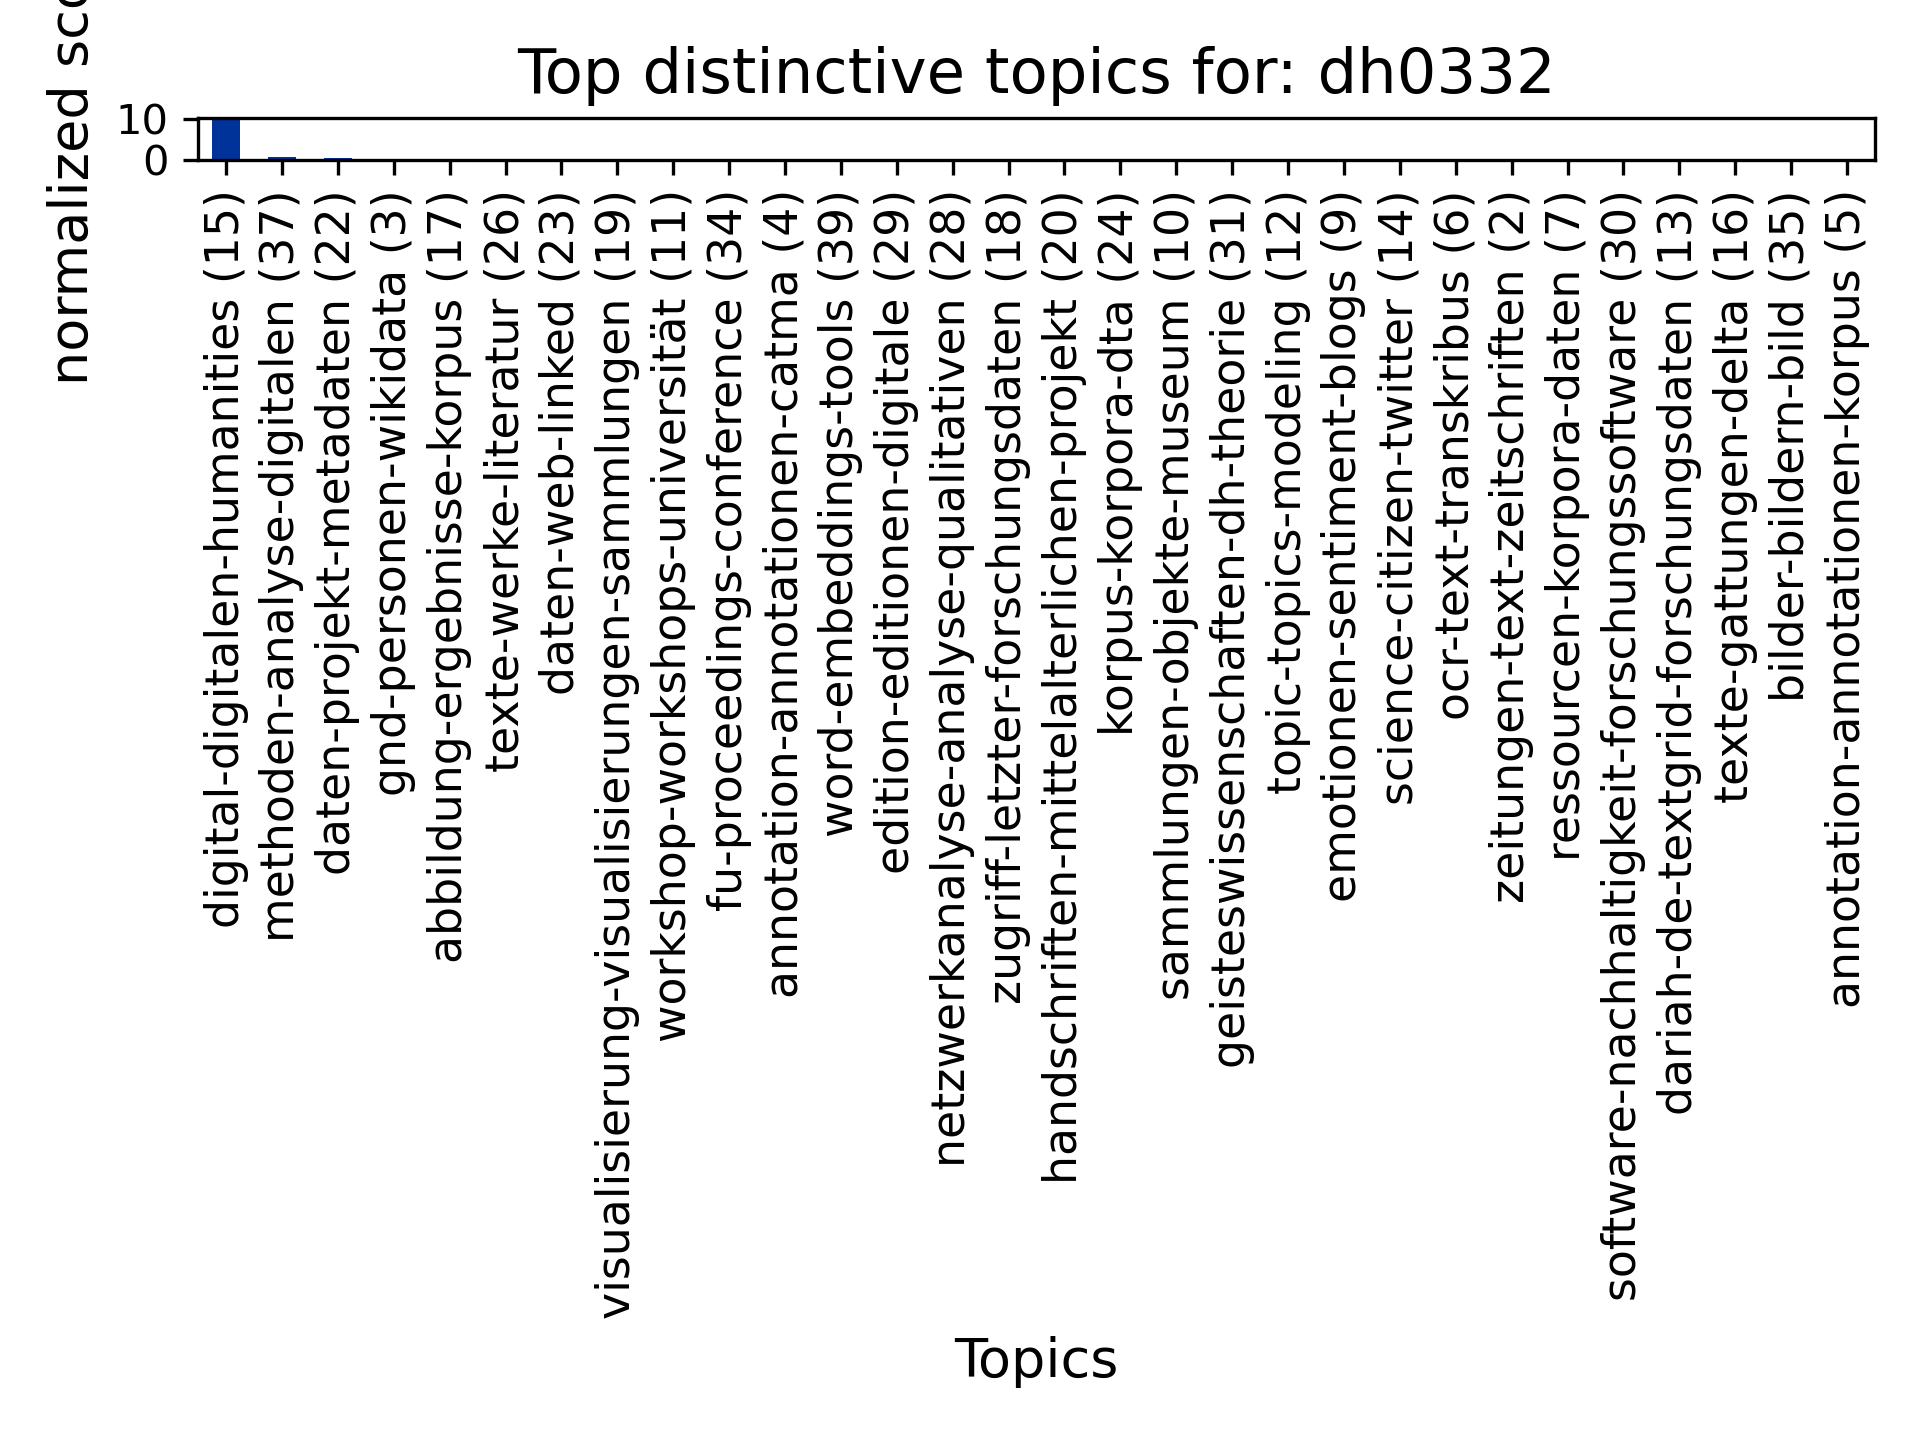 Top distinctive topics for: dh0332
normalized
10
0
digital-digitalen-humanities (15)
methoden-analyse-digitalen (37)
daten-projekt-metadaten (22)
gnd-personen-wikidata (3)
abbildung-ergebnisse-korpus (17)
texte-werke-literatur (26)
daten-web-linked (23)
visualisierung-visualisierungen-sammlungen (19)
workshop-workshops-universität (11)
fu-proceedings-conference (34)
annotation-annotationen-catma (4)
word-embeddings-tools (39)
edition-editionen-digitale (29)
netzwerkanalyse-analyse-qualitativen (28)
zugriff-letzter-forschungsdaten (18)
handschriften-mittelalterlichen-projekt (20)
korpus-korpora-dta (24)
sammlungen-objekte-museum (10)
geisteswissenschaften-dh-theorie (31)
topic-topics-modeling (12)
emotionen-sentiment-blogs (9)
science-citizen-twitter (14)
ocr-text-transkribus (6)
zeitungen-text-zeitschriften (2)
ressourcen-korpora-daten (7)
software-nachhaltigkeit-forschungssoftware (30)
dariah-de-textgrid-forschungsdaten (13)
texte-gattungen-delta (16)
bilder-bildern-bild (35)
annotation-annotationen-korpus (5)
Topics